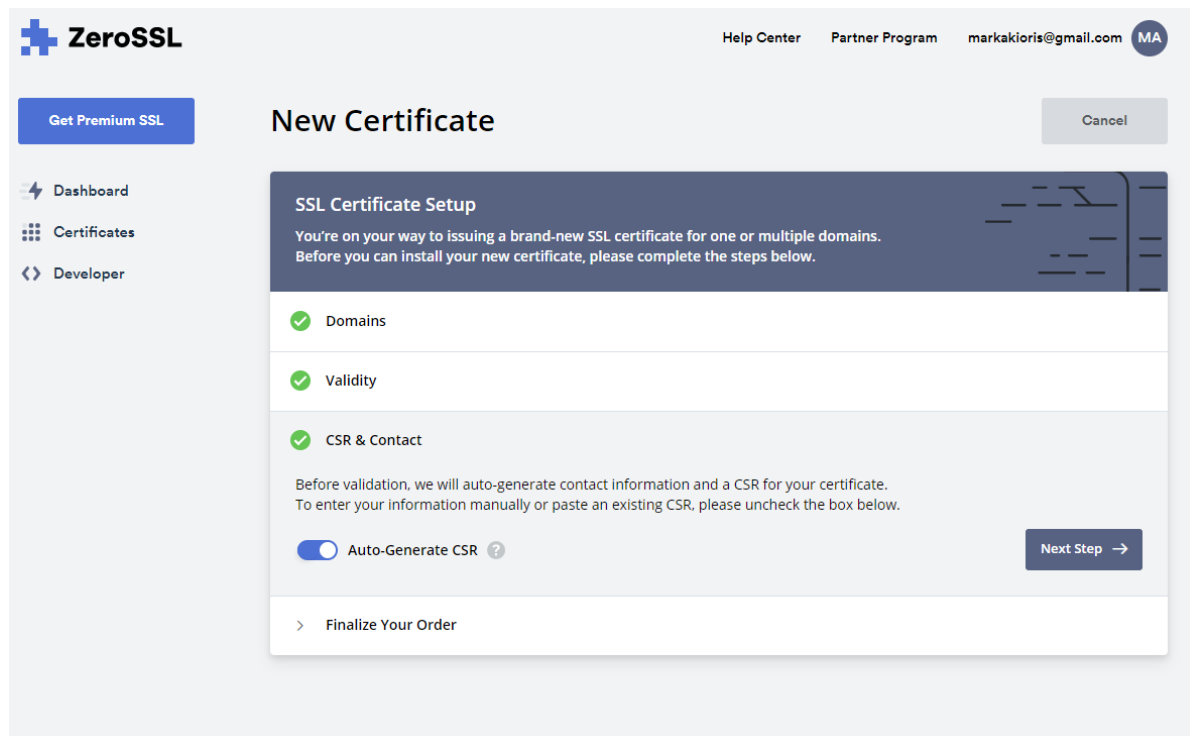 ZeroSSL
Help Center
Partner Program
markakioris@gmail.com
MA
Get Premium SSL
New Certificate
Cancel
Dashboard
Certificates
Developer
SSL Certificate Setup
You're on your way to issuing a brand-new SSL certificate for one or multiple domains.
Before you can install your new certificate, please complete the steps below.
Domains
Validity
CSR & Contact
Before validation, we will auto-generate contact information and a CSR for your certificate.
To enter your information manually or paste an existing CSR, please uncheck the box below.
Auto-Generate CSR ?
Next Step →
Finalize Your Order